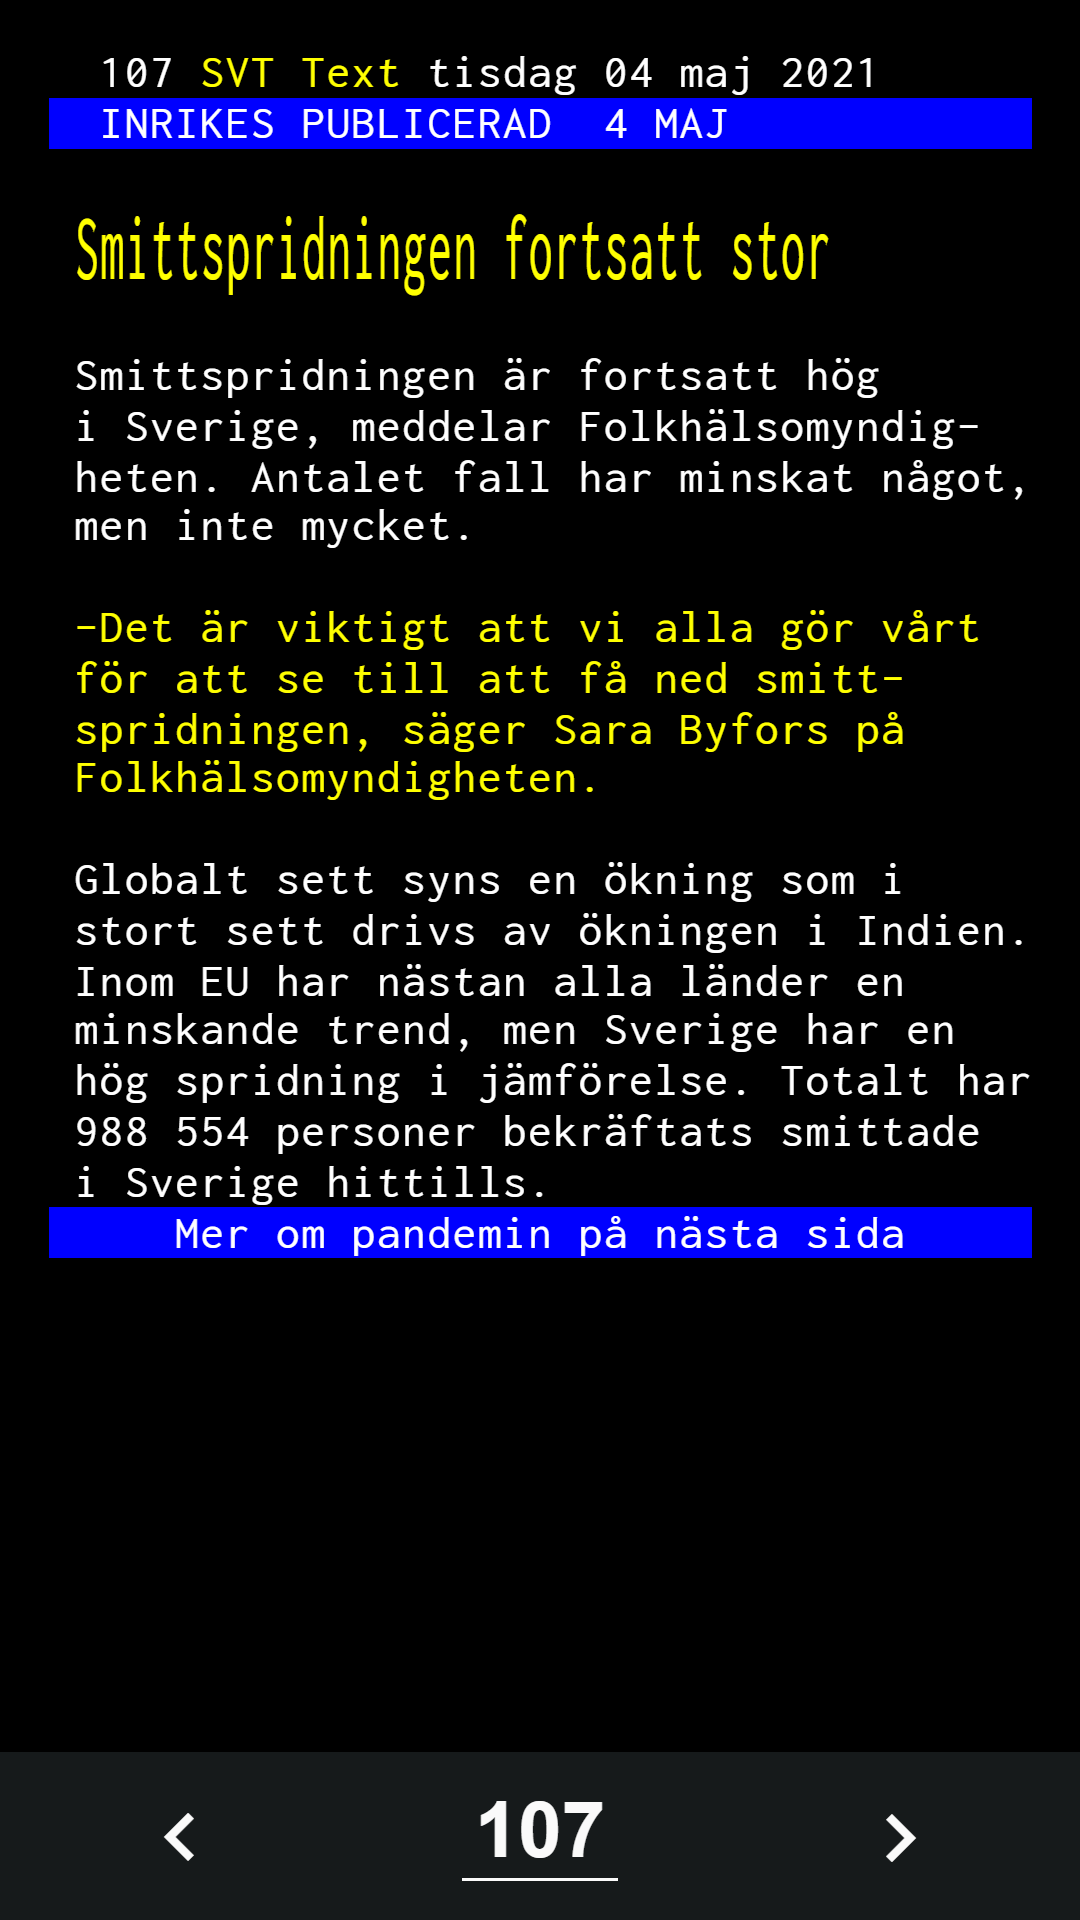 107 SVT Text tisdag 04 maj 2021
INRIKES PUBLICERAD  4 MAJ
Smittspridningen fortsatt stor
Smittspridningen är fortsatt hög
i Sverige, meddelar Folkhälsomyndig-
heten. Antalet fall har minskat något,
men inte mycket.
-Det är viktigt att vi alla gör vårt
för att se till att få ned smitt-
spridningen, säger Sara Byfors på
Folkhälsomyndigheten.
Globalt sett syns en ökning som i
stort sett drivs av ökningen i Indien.
Inom EU har nästan alla länder en
minskande trend, men Sverige har en
hög spridning i jämförelse. Totalt har
988 554 personer bekräftats smittade
i Sverige hittills.
Mer om pandemin på nästa sida
107